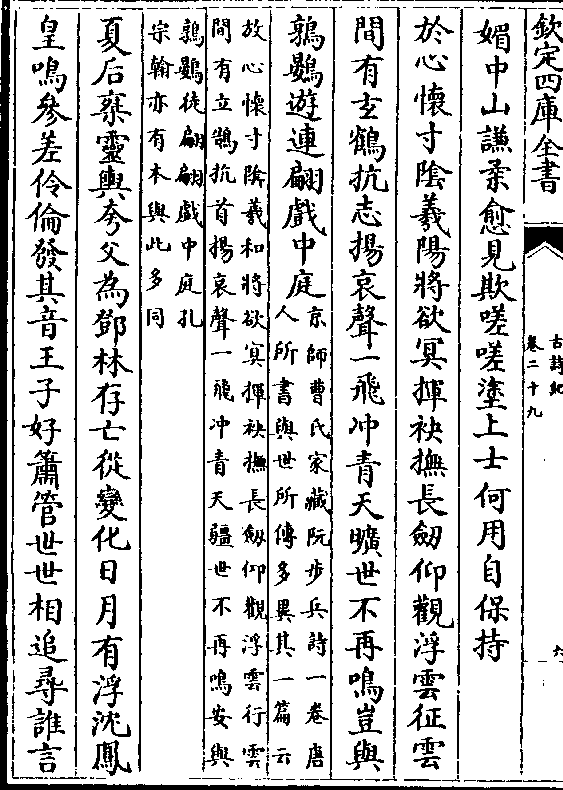 欽定四庫全書
古詩紀
卷二十九
六
媚中山謙柔愈見欺嗟嗟塗上士何用自保持
於心懷寸陰羲陽將欲冥揮袂撫長劒仰觀浮雲征雲
間有𤣥鶴抗志揚哀聲一飛冲青天曠世不再鳴豈與
鶉鷃遊連翩戲中庭
京師曹氏家藏阮步兵詩一卷唐
人所書與世所傳多異其一篇云
放心懷寸陰羲和將欲冥揮袂撫長劒仰觀浮雲行雲
間有立鵠抗首揚哀聲一飛冲青天疆世不再鳴安與
鶉鷃徒翩翩戲中庭孔
宗翰亦有本與此多同
夏后乗靈輿夸父為鄧林存亡從變化日月有浮沈鳳
皇鳴參差伶倫發其音王子好簫管世世相追尋誰言